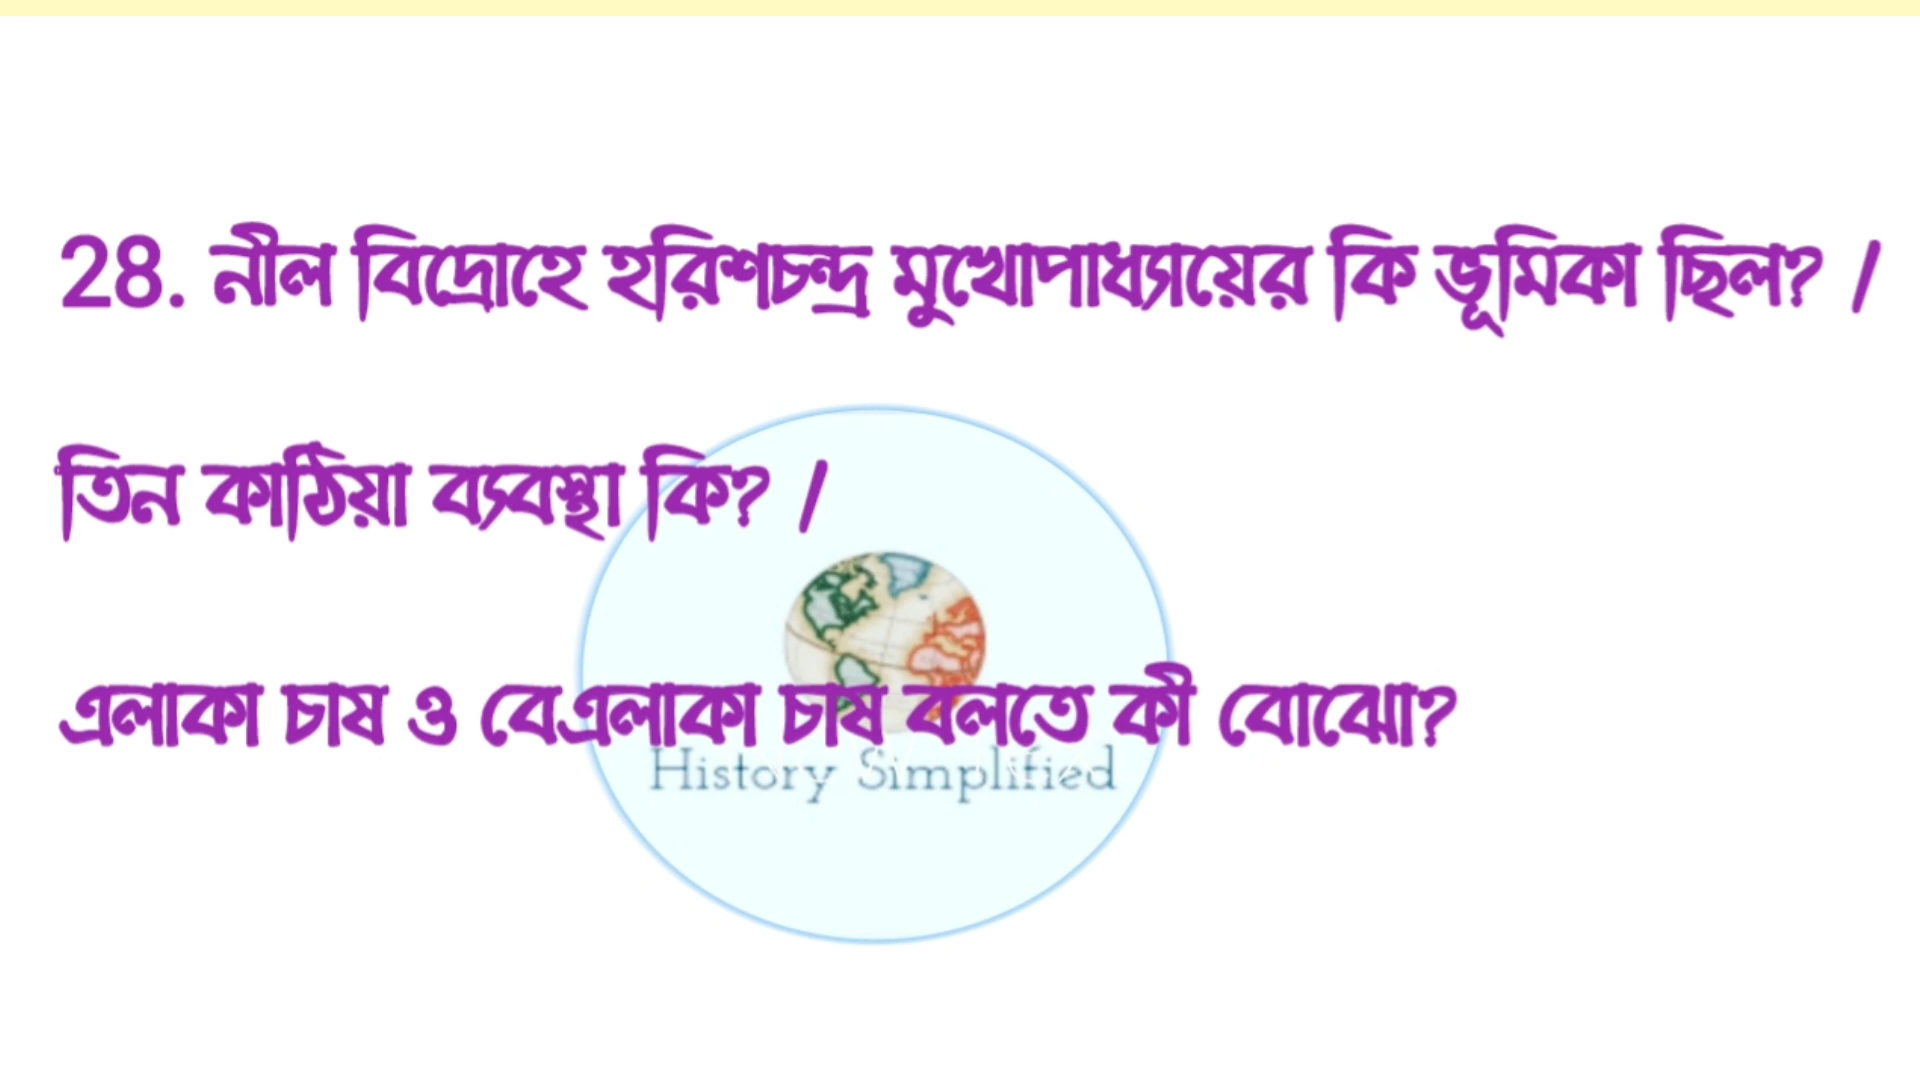 28. নীল বিদ্রোহে হরিশচন্দ্র মুখোপাধ্যায়ের কি ভূমিকা ছিল? /
তিন কাঠিয়া ব্যবস্থা কি? /
এলাকা চাষ ও বেএলাকা চাষ বলতে কী বোঝো?
History Simplified